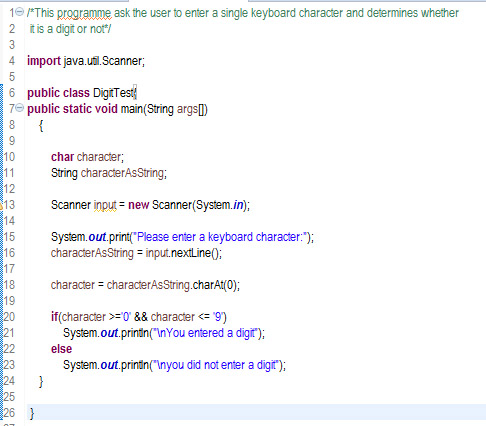 1 /*This programme ask the user to enter a single keyboard character and determines whether
2 it is a digit or not*/
3
4 import java.util.Scanner;
5
6 public class DigitTest{
7 public static void main(String args[])
8 {
9
10 char character;
11 String characterAsString;
12
13 Scanner input = new Scanner(System.in);
14
15 System.out.print("Please enter a keyboard character:");
16 characterAsString = input.nextLine();
17
18 character = characterAsString.charAt(0);
19
20 if(character >='0' && character <= '9')
21 System.out.println("\nYou entered a digit");
22 else
23 System.out.println("\nyou did not enter a digit");
24 }
25
26 }